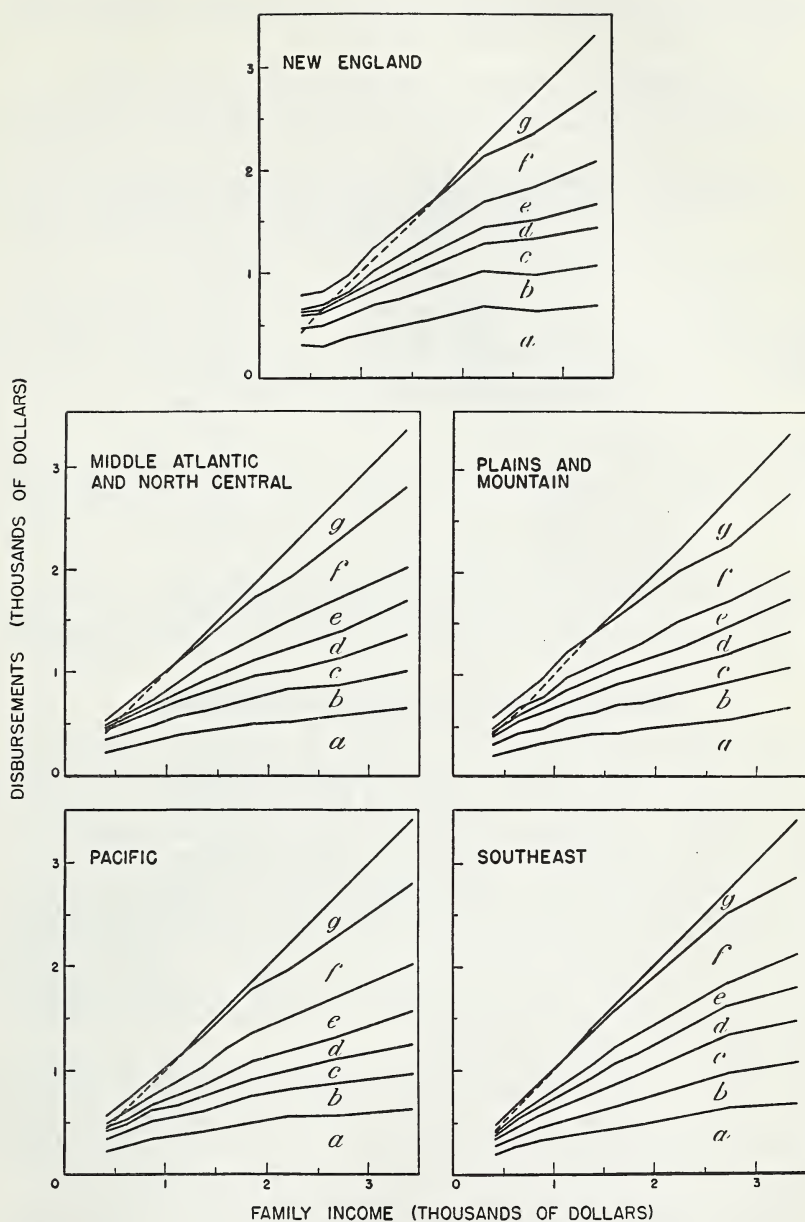 NEW ENGLAND
3
2
1
0
g
f
e
d
c
b
a
DISBURSEMENTS (THOUSANDS OF DOLLARS)
MIDDLE ATLANTIC
AND NORTH CENTRAL
3
2
1
0
g
f
e
d
c
b
a
PLAINS AND
MOUNTAIN
g
f
e
d
c
b
a
PACIFIC
3
2
1
0
g
f
e
d
c
b
a
0 1 2 3
SOUTHEAST
g
f
e
d
c
b
a
0 1 2 3
FAMILY INCOME (THOUSANDS OF DOLLARS)